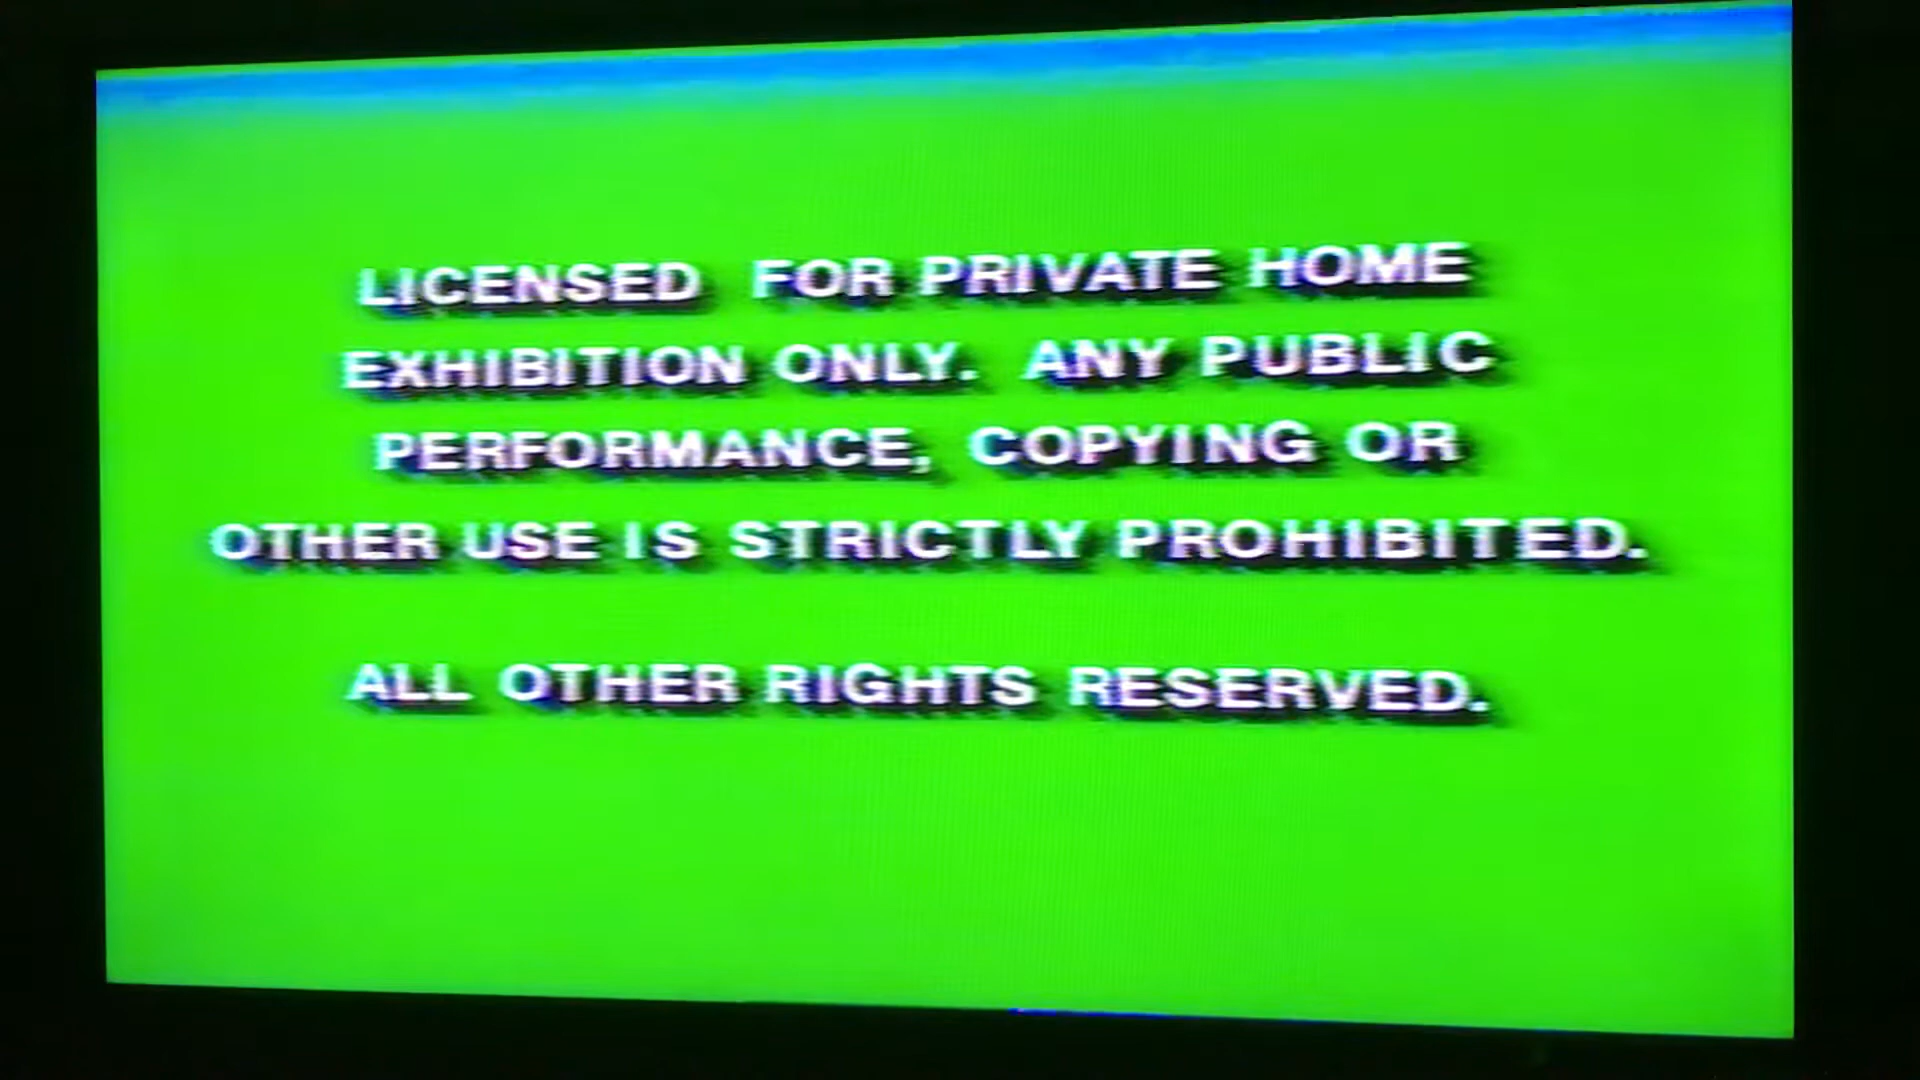 LICENSED FOR PRIVATE HOME
EXHIBITION ONLY. ANY PUBLIC
PERFORMANCE, COPYING OR
OTHER USE IS STRICTLY PROHIBITED.
ALL OTHER RIGHTS RESERVED.